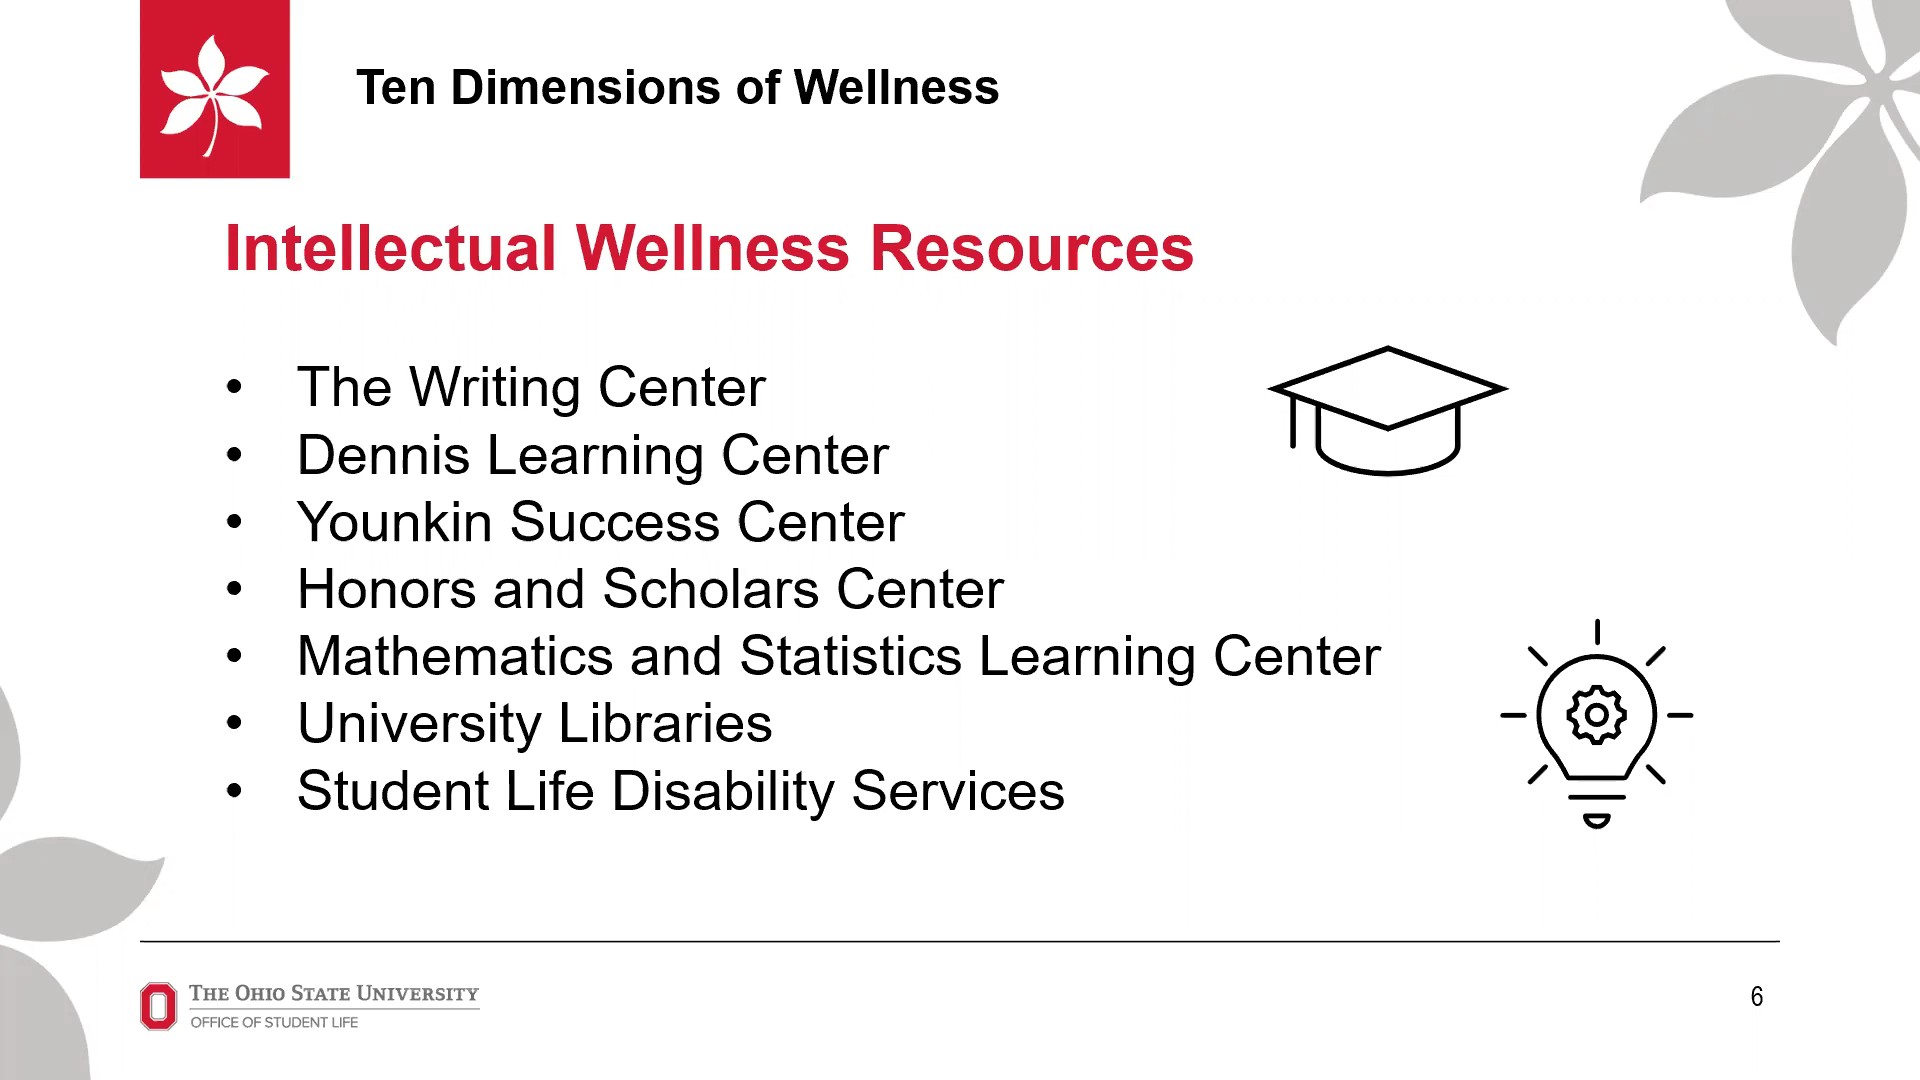 Ten Dimensions of Wellness
Intellectual Wellness Resources
• The Writing Center
• Dennis Learning Center
• Younkin Success Center
• Honors and Scholars Center
• Mathematics and Statistics Learning Center
• University Libraries
• Student Life Disability Services
THE OHIO STATE UNIVERSITY
OFFICE OF STUDENT LIFE
6